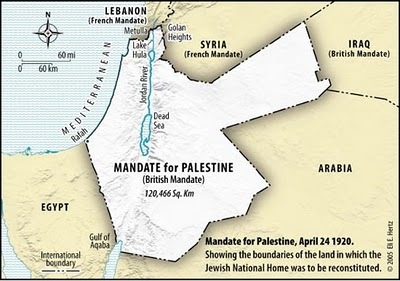 LEBANON
(French Mandate)
Metulla
Golan
Heights
Lake
Hula
SYRIA
(French Mandate)
IRAQ
(British Mandate)
N
0 60 mi
0 60 km
MEDITERRANEAN
Jordan River
Rafah
Dead
Sea
MANDATE for PALESTINE
(British Mandate)
120,466 Sq. Km
ARABIA
EGYPT
Gulf of
Aqaba
International
boundary
Mandate for Palestine, April 24 1920.
Showing the boundaries of the land in which the
Jewish National Home was to be reconstituted.
© 2005 Eli E. Hertz